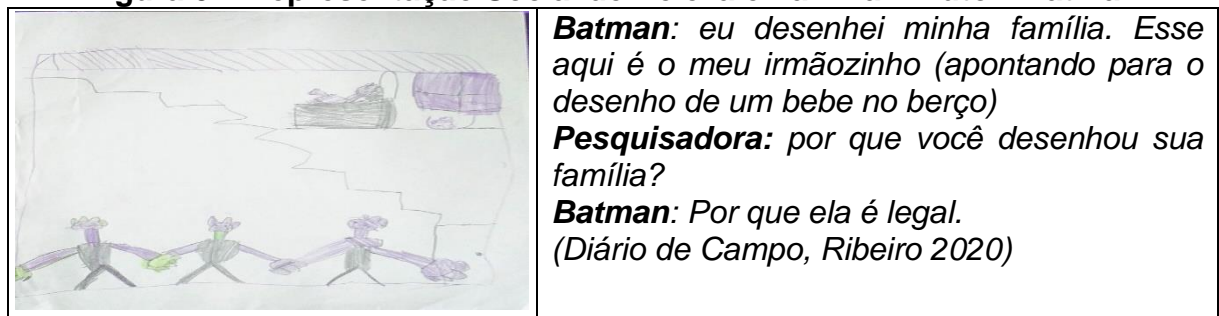 Batman: eu desenhei minha família. Esse
aqui é o meu irmãozinho (apontando para o
desenho de um bebe no berço)
Pesquisadora: por que você desenhou sua
família?
Batman: Por que ela é legal.
(Diário de Campo, Ribeiro 2020)